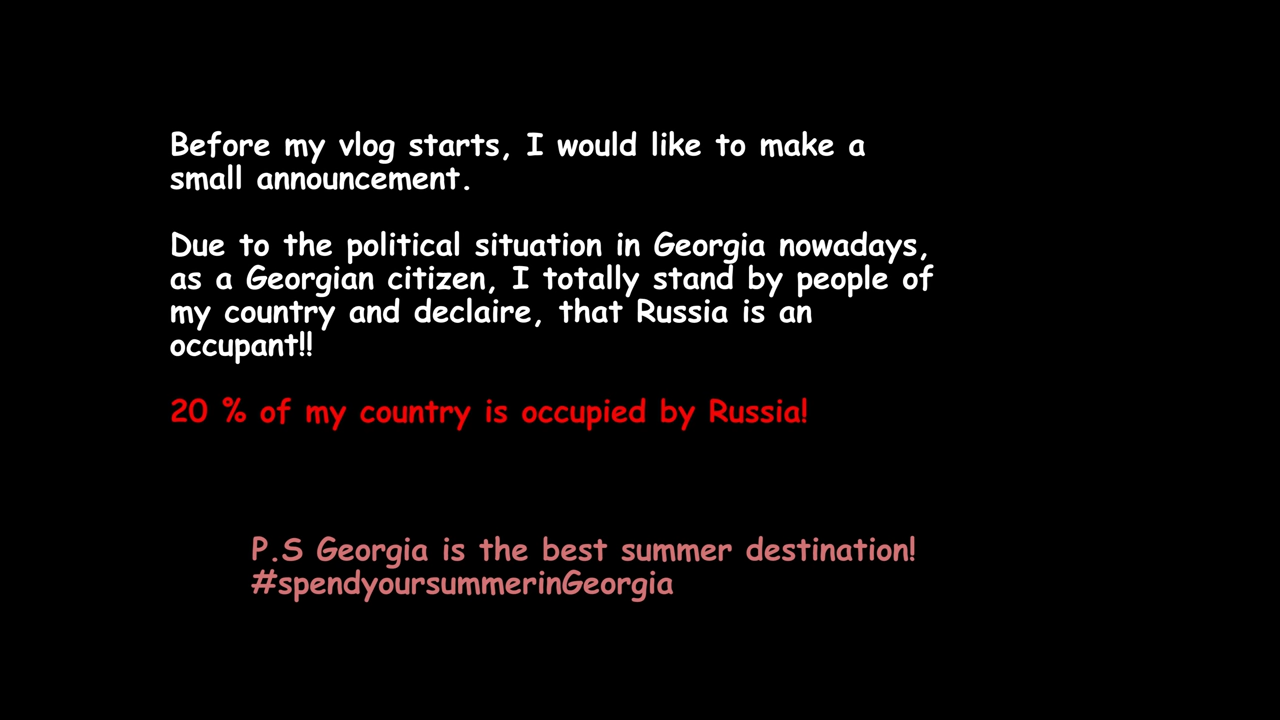 Before my vlog starts, I would like to make a
small announcement.
Due to the political situation in Georgia nowadays,
as a Georgian citizen, I totally stand by people of
my country and declaire, that Russia is an
occupant!!
20 % of my country is occupied by Russia!
P.S Georgia is the best summer destination!
#spendyoursummerinGeorgia